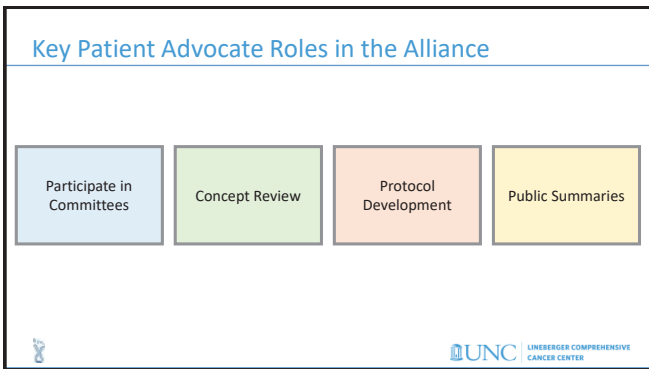 Key Patient Advocate Roles in the Alliance
Participate in
Committees
Concept Review
Protocol
Development
Public Summaries
UNC
LINEBERGER COMPREHENSIVE
CANCER CENTER